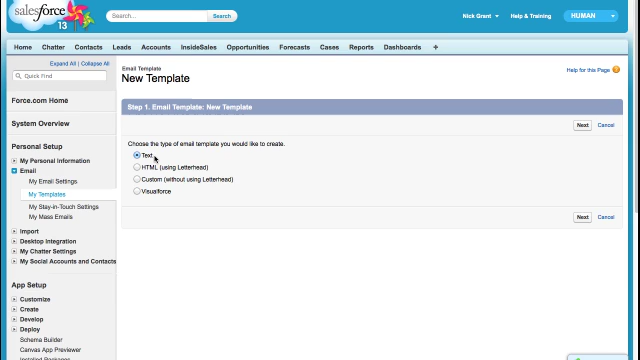 salesforce
13
Search...
Search
Nick Grant
Help & Training
HUMAN
Home
Chatter
Contacts
Leads
Accounts
InsideSales
Opportunities
Forecasts
Cases
Reports
Dashboards
+
Expand All | Collapse All
Quick Find
Force.com Home
System Overview
Personal Setup
My Personal Information
Email
My Email Settings
My Templates
My Stay-in-Touch Settings
My Mass Emails
Import
Desktop Integration
My Chatter Settings
My Social Accounts and Contacts
App Setup
Customize
Create
Develop
Deploy
Schema Builder
Canvas App Previewer
Installed Packages
Email Template
New Template
Help for this Page
Step 1. Email Template: New Template
Next
Cancel
Choose the type of email template you would like to create.
Text
HTML (using Letterhead)
Custom (without using Letterhead)
Visualforce
Next
Cancel